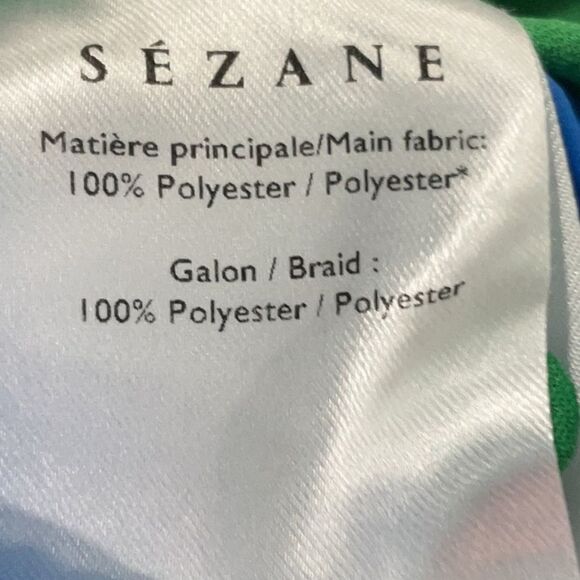 SÉZANE
Matière principale/Main fabric:
100% Polyester / Polyester*
Galon / Braid :
100% Polyester / Polyester